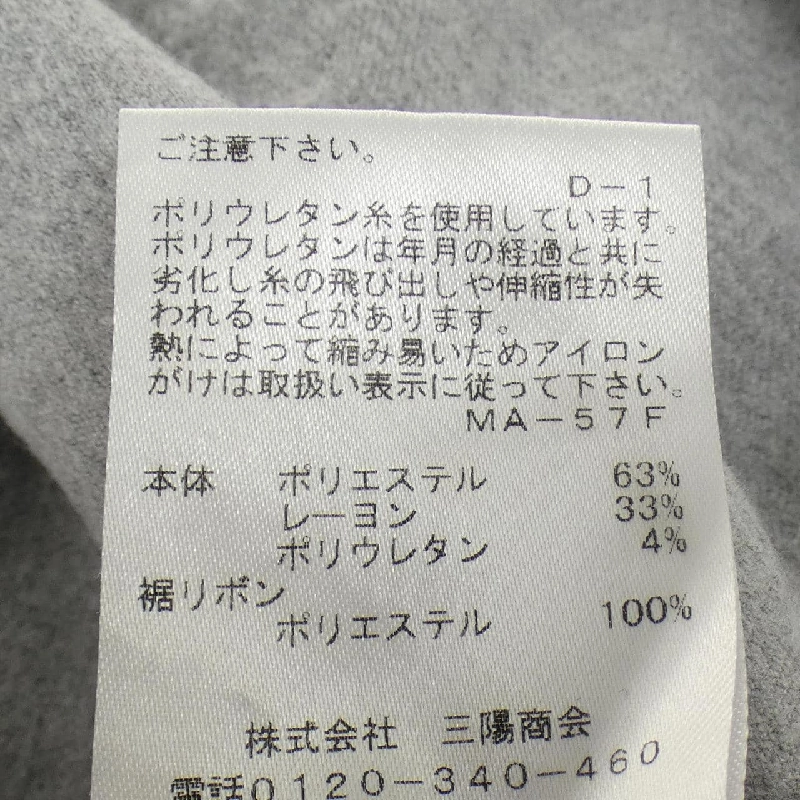 ご注意下さい。
D－1
ポリウレタン糸を使用しています。
ポリウレタンは年月の経過と共に
劣化し糸の飛び出しや伸縮性が失
われることがあります。
熱によって縮み易いためアイロン
がけは取扱い表示に従って下さい。
MA－57F
本体 ポリエステル 63%
レーヨン 33%
ポリウレタン 4%
裾リボン
ポリエステル 100%
株式会社 三陽商会
電話0120－340－460